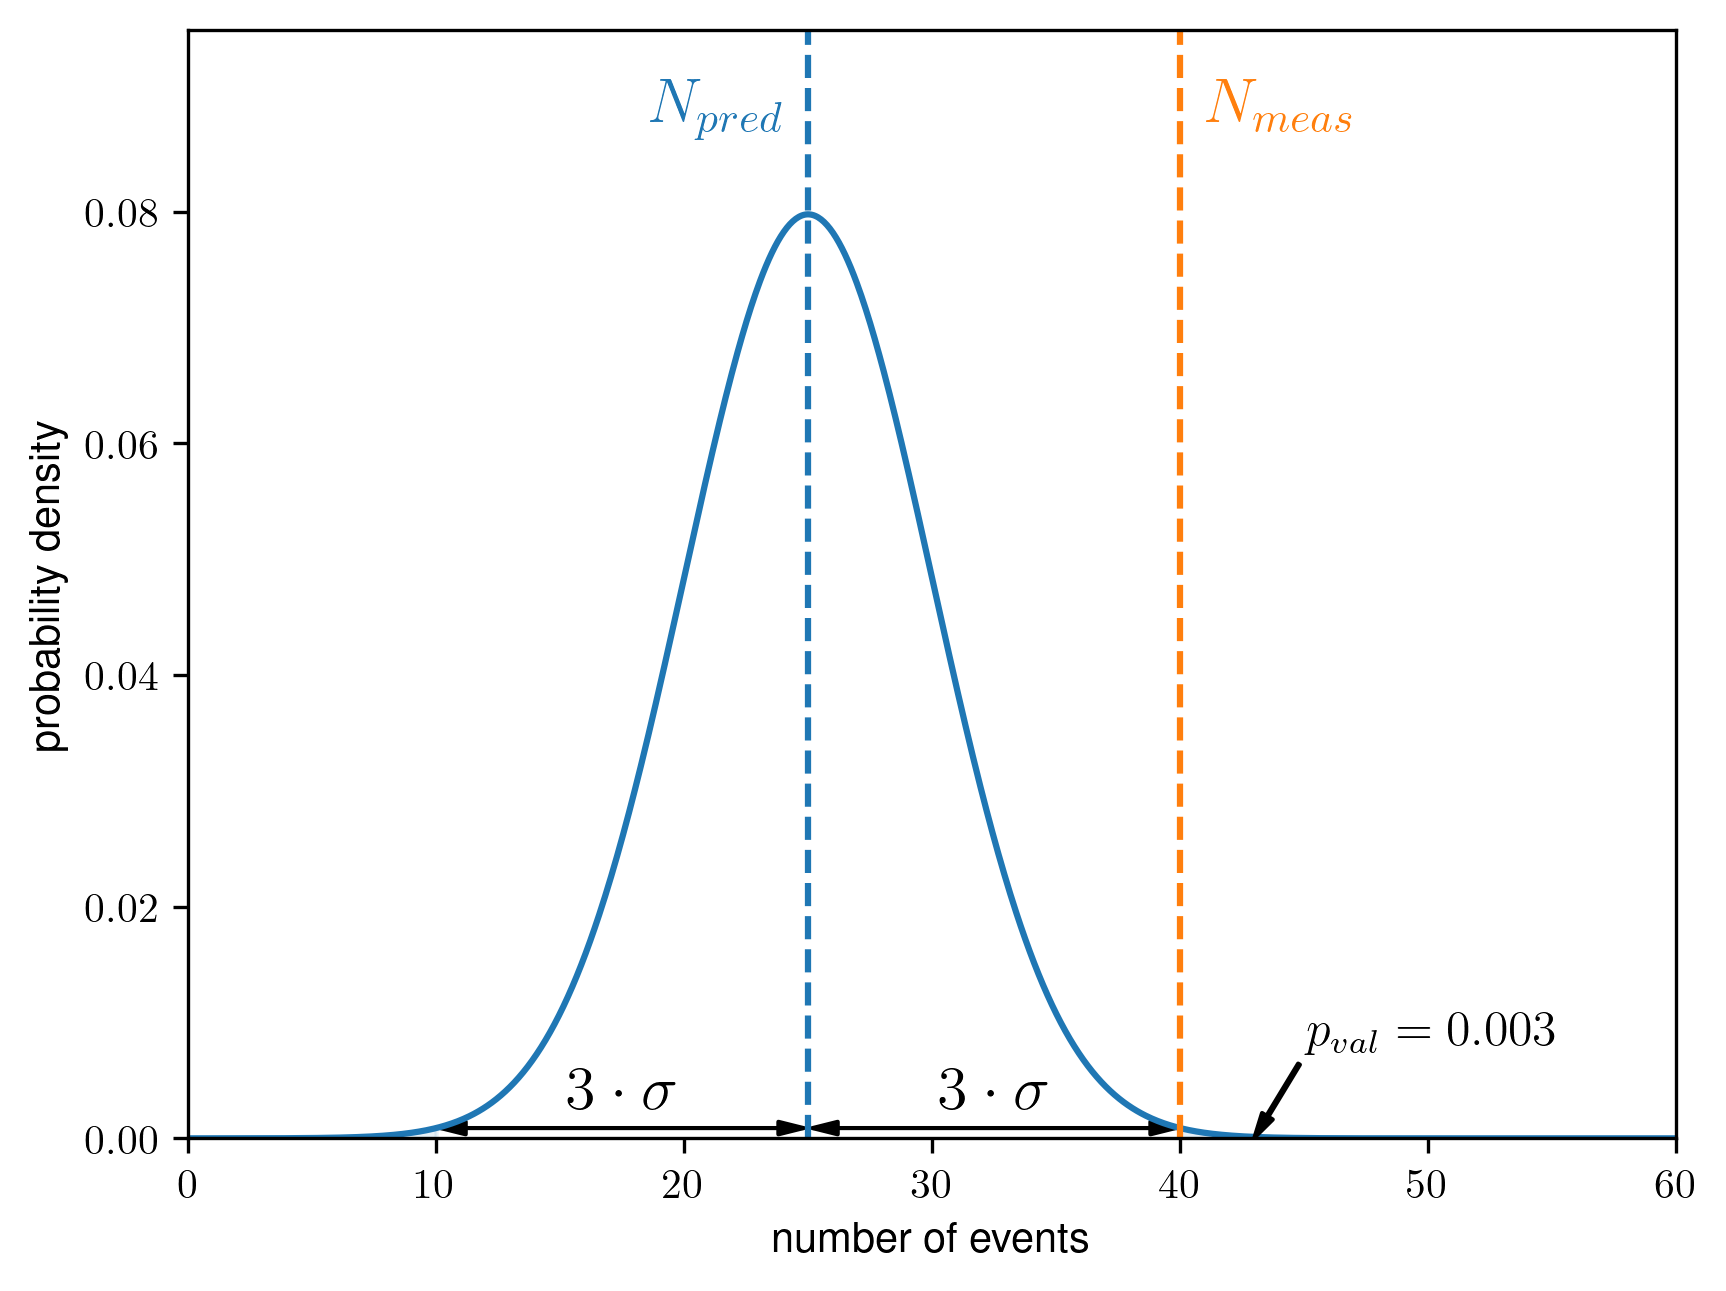 N_pred
N_meas
0.08
0.06
0.04
0.02
0.00
probability density
p_val = 0.003
3 · σ
3 · σ
0 10 20 30 40 50 60
number of events